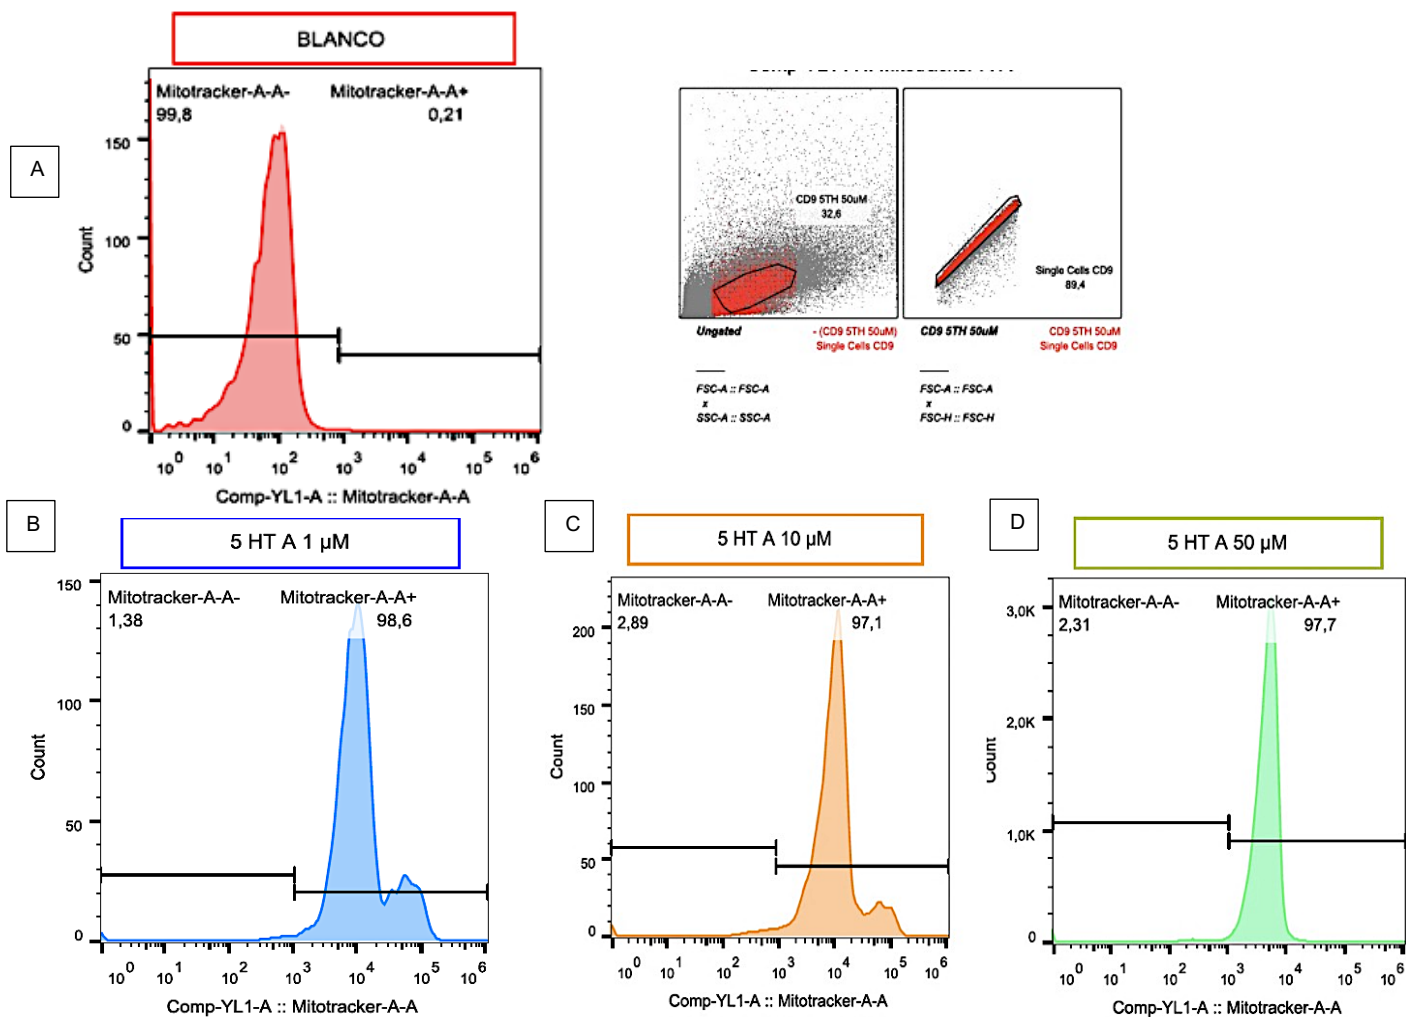 BLANCO
A
Mitotracker-A-A- Mitotracker-A-A+
99,8 0,21
150
100
50
0
Count
10^0 10^1 10^2 10^3 10^4 10^5 10^6
Comp-YL1-A :: Mitotracker-A-A
CD9 5TH 50uM
32,6
Single Cells CD9
89,4
Ungated - (CD9 5TH 50uM)
Single Cells CD9
CD9 5TH 50uM CD9 5TH 50uM
Single Cells CD9
FSC-A :: FSC-A
x
SSC-A :: SSC-A
FSC-A :: FSC-A
x
FSC-H :: FSC-H
B
5 HT A 1 µM
Mitotracker-A-A- Mitotracker-A-A+
1,38 98,6
150
100
50
0
Count
10^0 10^1 10^2 10^3 10^4 10^5 10^6
Comp-YL1-A :: Mitotracker-A-A
C
5 HT A 10 µM
Mitotracker-A-A- Mitotracker-A-A+
2,89 97,1
200
150
100
50
0
Count
10^0 10^1 10^2 10^3 10^4 10^5 10^6
Comp-YL1-A :: Mitotracker-A-A
D
5 HT A 50 µM
Mitotracker-A-A- Mitotracker-A-A+
2,31 97,7
3,0K
2,0K
1,0K
0
Count
10^0 10^1 10^2 10^3 10^4 10^5 10^6
Comp-YL1-A :: Mitotracker-A-A